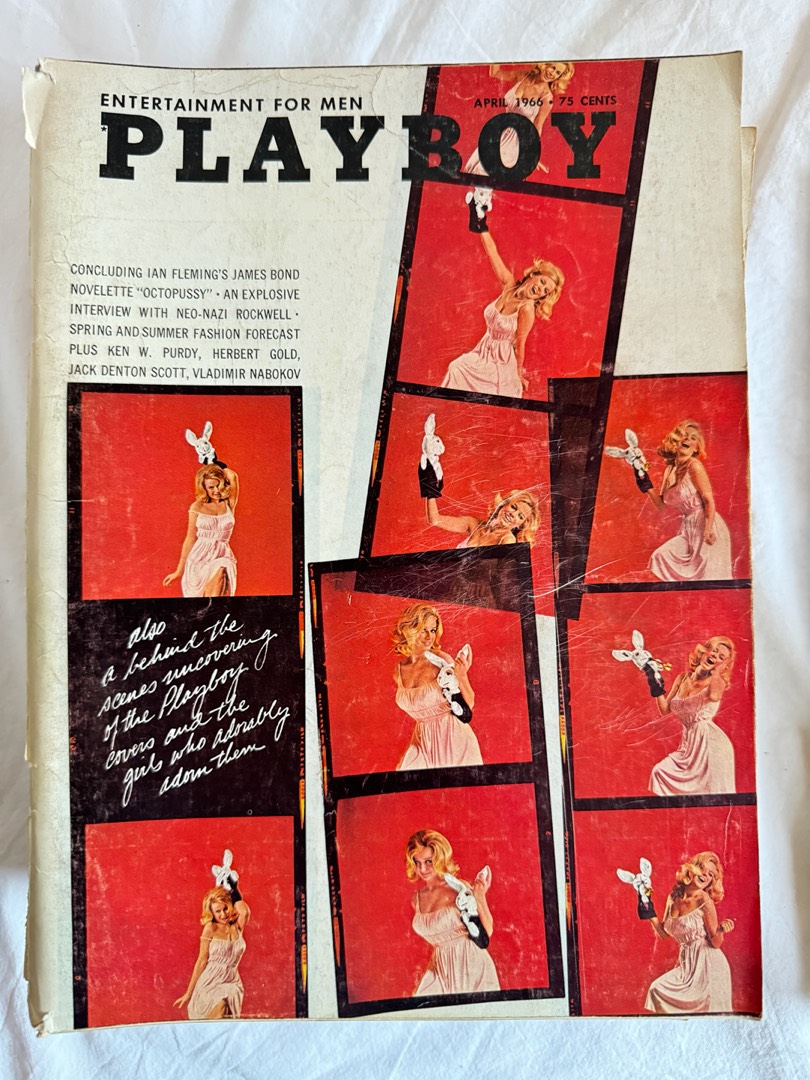 ENTERTAINMENT FOR MEN
APRIL 1966 • 75 CENTS
PLAYBOY
CONCLUDING IAN FLEMING'S JAMES BOND
NOVELETTE "OCTOPUSSY" • AN EXPLOSIVE
INTERVIEW WITH NEO-NAZI ROCKWELL •
SPRING AND SUMMER FASHION FORECAST
PLUS KEN W. PURDY, HERBERT GOLD,
JACK DENTON SCOTT, VLADIMIR NABOKOV
also
a behind the
scenes uncovering
of the Playboy
covers and the
girls who adorably
adorn them